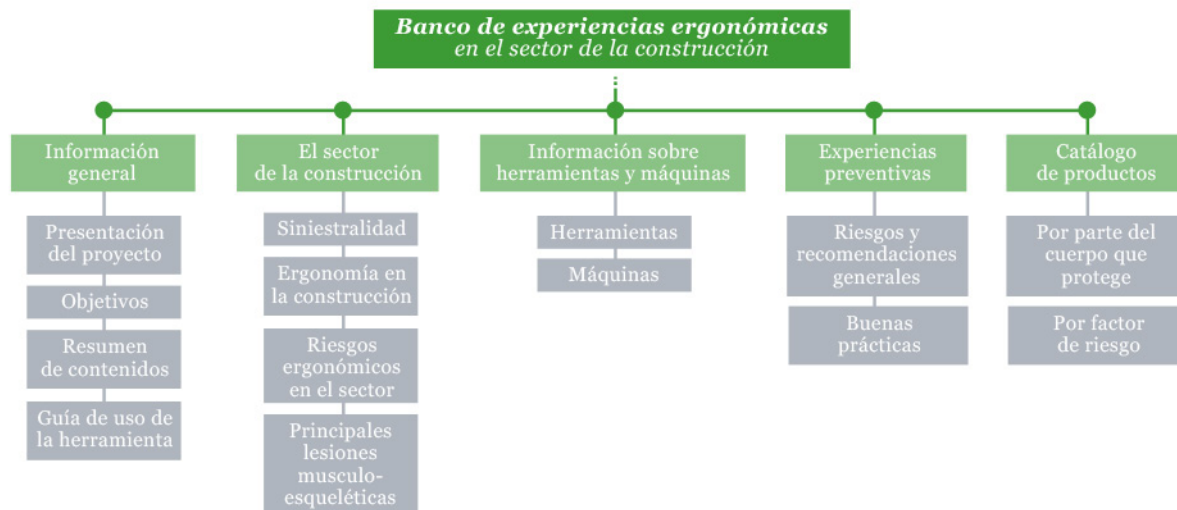 Banco de experiencias ergonómicas
en el sector de la construcción
Información
general
Presentación
del proyecto
Objetivos
Resumen
de contenidos
Guía de uso de
la herramienta
El sector
de la construcción
Siniestralidad
Ergonomía en
la construcción
Riesgos
ergonómicos
en el sector
Principales
lesiones
musculo-
esqueléticas
Información sobre
herramientas y máquinas
Herramientas
Máquinas
Experiencias
preventivas
Riesgos y
recomendaciones
generales
Buenas
prácticas
Catálogo
de productos
Por parte del
cuerpo que
protege
Por factor
de riesgo